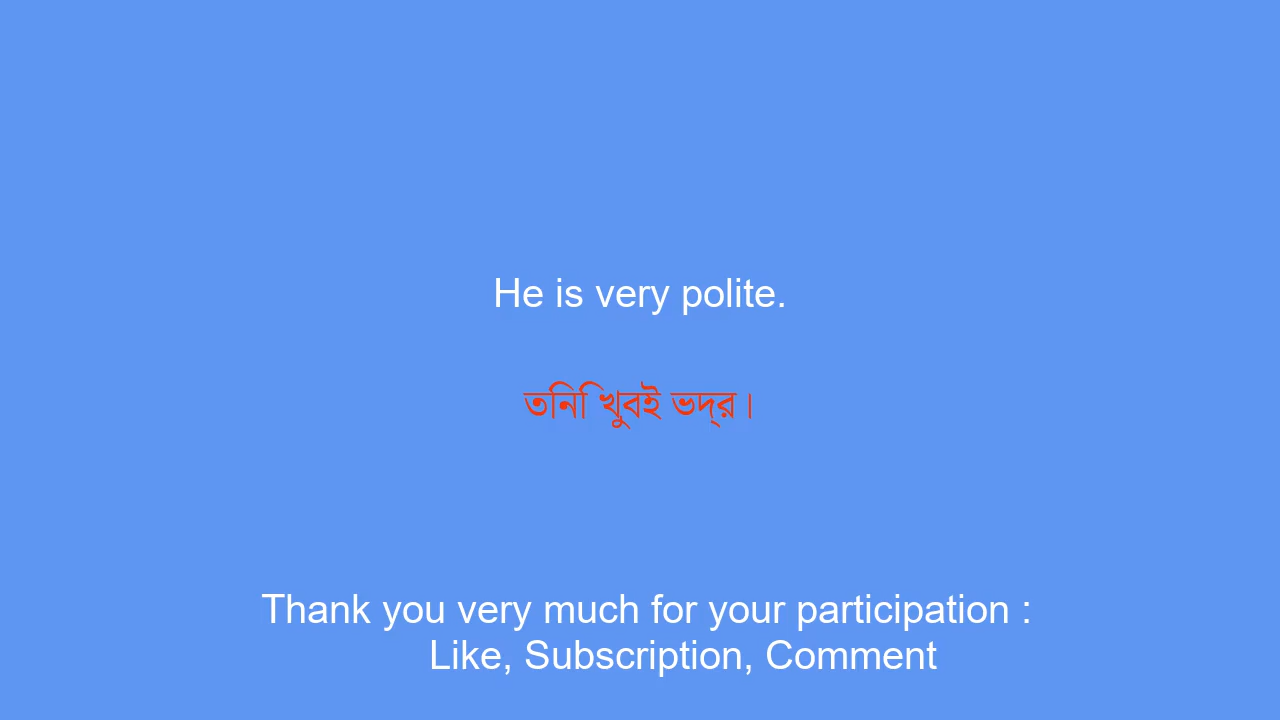 He is very polite.
তিনি খুবই ভদ্র।
Thank you very much for your participation :
Like, Subscription, Comment